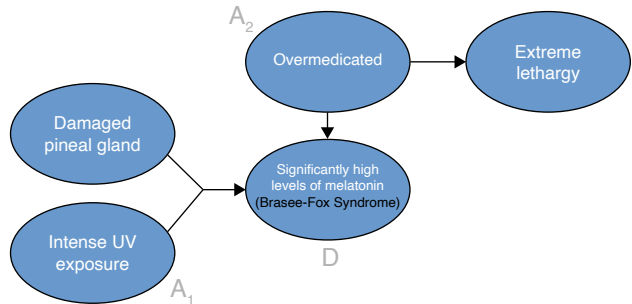 A2
Overmedicated
Extreme
lethargy
Damaged
pineal gland
Significantly high
levels of melatonin
(Brasee-Fox Syndrome)
Intense UV
exposure
D
A1